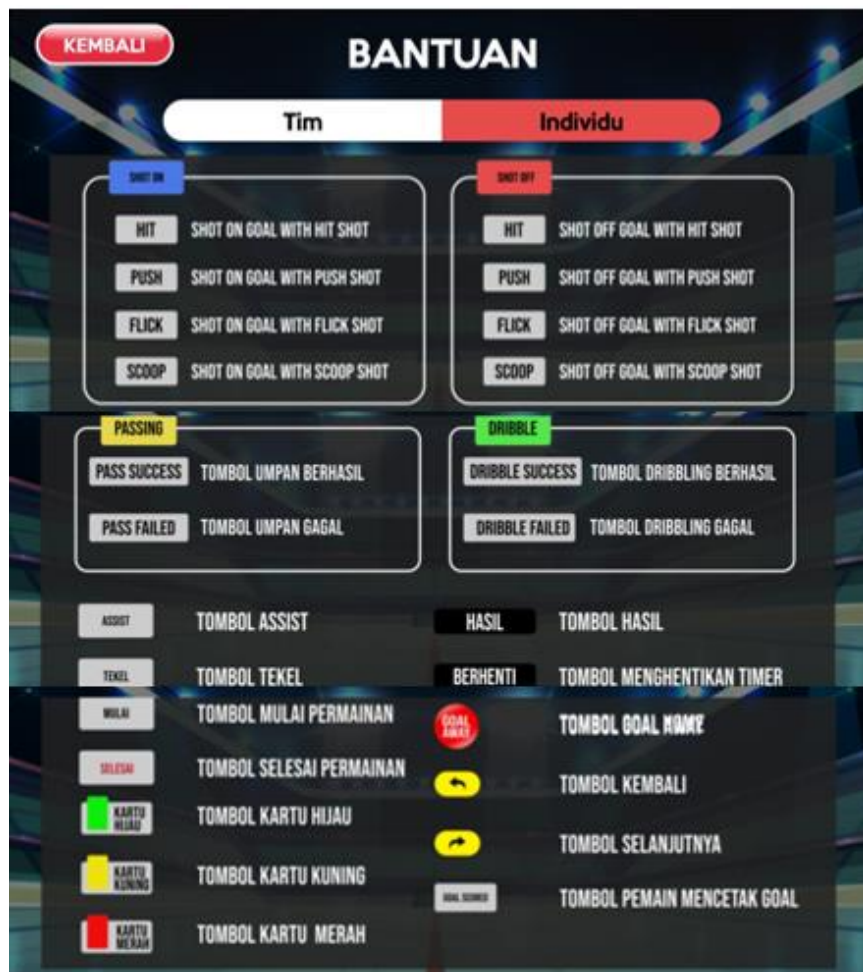 KEMBALI
BANTUAN
Tim
Individu
SHOT ON
HIT SHOT ON GOAL WITH HIT SHOT
PUSH SHOT ON GOAL WITH PUSH SHOT
FLICK SHOT ON GOAL WITH FLICK SHOT
SCOOP SHOT ON GOAL WITH SCOOP SHOT
SHOT OFF
HIT SHOT OFF GOAL WITH HIT SHOT
PUSH SHOT OFF GOAL WITH PUSH SHOT
FLICK SHOT OFF GOAL WITH FLICK SHOT
SCOOP SHOT OFF GOAL WITH SCOOP SHOT
PASSING
PASS SUCCESS TOMBOL UMPAN BERHASIL
PASS FAILED TOMBOL UMPAN GAGAL
DRIBBLE
DRIBBLE SUCCESS TOMBOL DRIBBLING BERHASIL
DRIBBLE FAILED TOMBOL DRIBBLING GAGAL
ASSIST TOMBOL ASSIST
TEKEL TOMBOL TEKEL
HASIL TOMBOL HASIL
BERHENTI TOMBOL MENGHENTIKAN TIMER
MULAI TOMBOL MULAI PERMAINAN
SELESAI TOMBOL SELESAI PERMAINAN
KARTU HIJAU TOMBOL KARTU HIJAU
KARTU KUNING TOMBOL KARTU KUNING
KARTU MERAH TOMBOL KARTU MERAH
GOAL AWAY TOMBOL GOAL
TOMBOL KEMBALI
TOMBOL SELANJUTNYA
GOAL SCORED TOMBOL PEMAIN MENCETAK GOAL